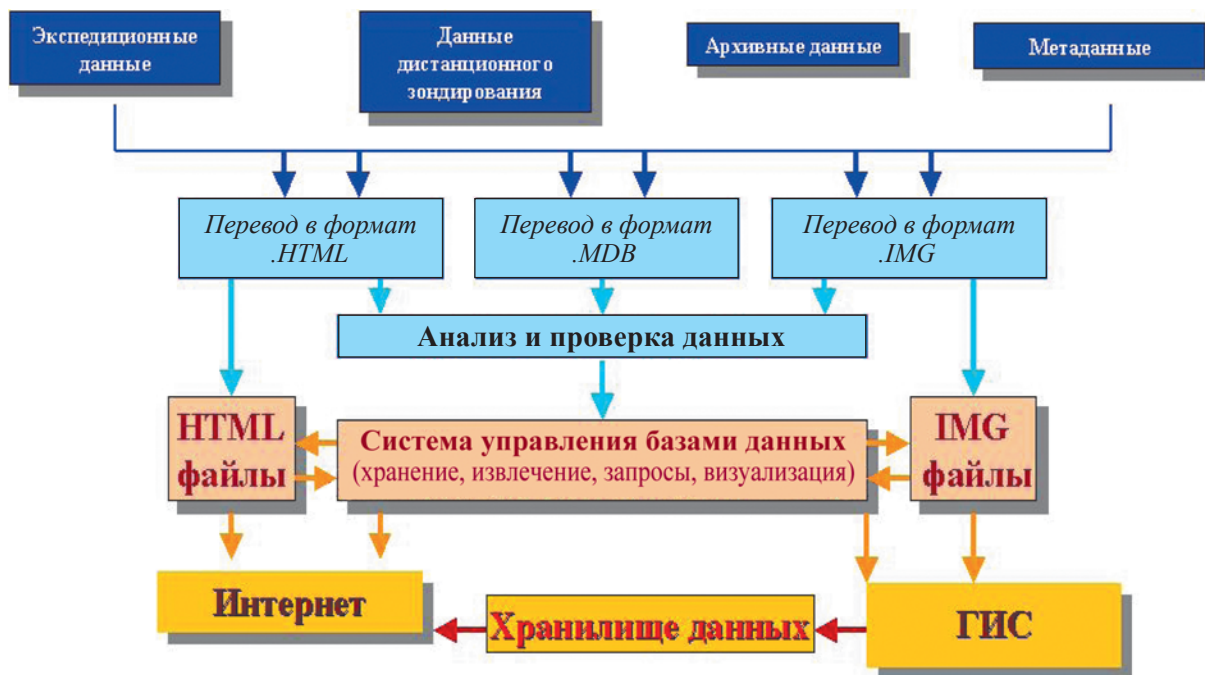 Экспедиционные
данные
Данные
дистанционного
зондирования
Архивные данные
Метаданные
Перевод в формат
.HTML
Перевод в формат
.MDB
Перевод в формат
.IMG
Анализ и проверка данных
HTML
файлы
Система управления базами данных
(хранение, извлечение, запросы, визуализация)
IMG
файлы
Интернет
Хранилище данных
ГИС